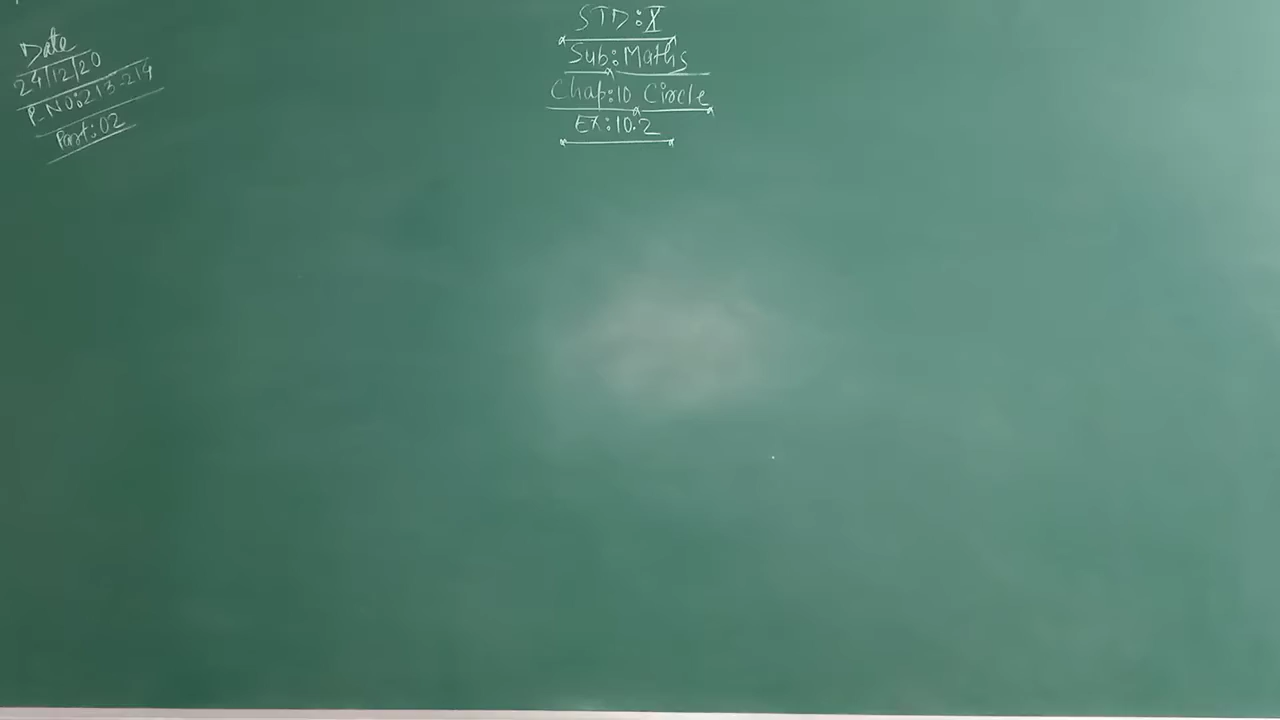 Date
24/12/20
P.NO:213-214
Part:02
STD:X
Sub:Maths
Chap:10 Circle
Ex:10.2